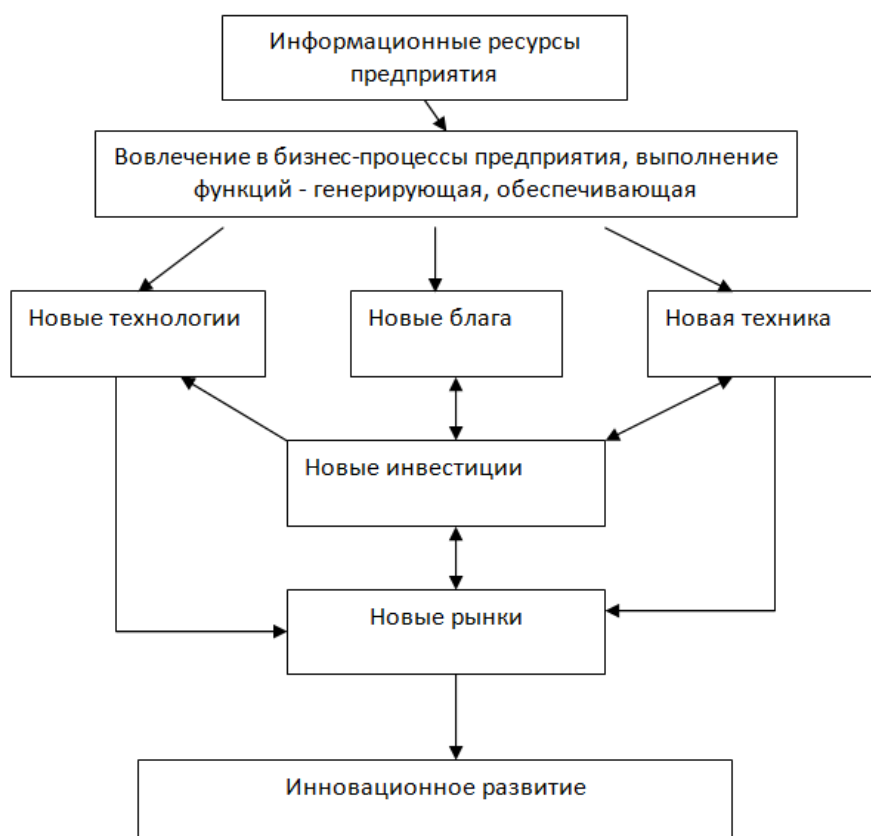 Информационные ресурсы
предприятия
Вовлечение в бизнес-процессы предприятия, выполнение
функций - генерирующая, обеспечивающая
Новые технологии
Новые блага
Новая техника
Новые инвестиции
Новые рынки
Инновационное развитие